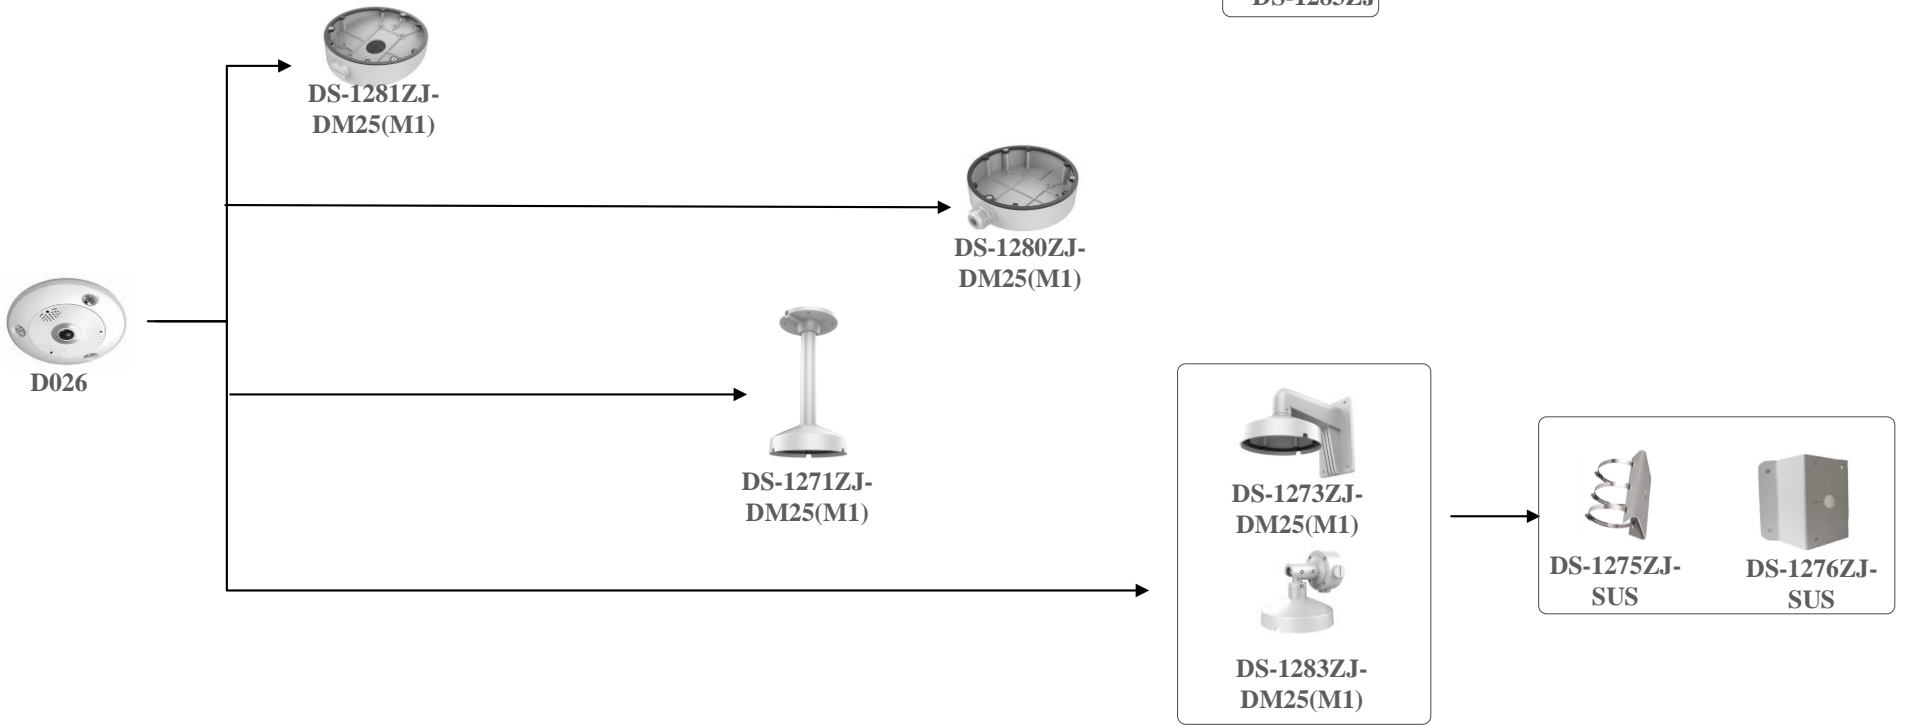 DS-1281ZJ-
DM25(M1)
DS-1280ZJ-
DM25(M1)
D026
DS-1271ZJ-
DM25(M1)
DS-1273ZJ-
DM25(M1)
DS-1283ZJ-
DM25(M1)
DS-1275ZJ-
SUS
DS-1276ZJ-
SUS